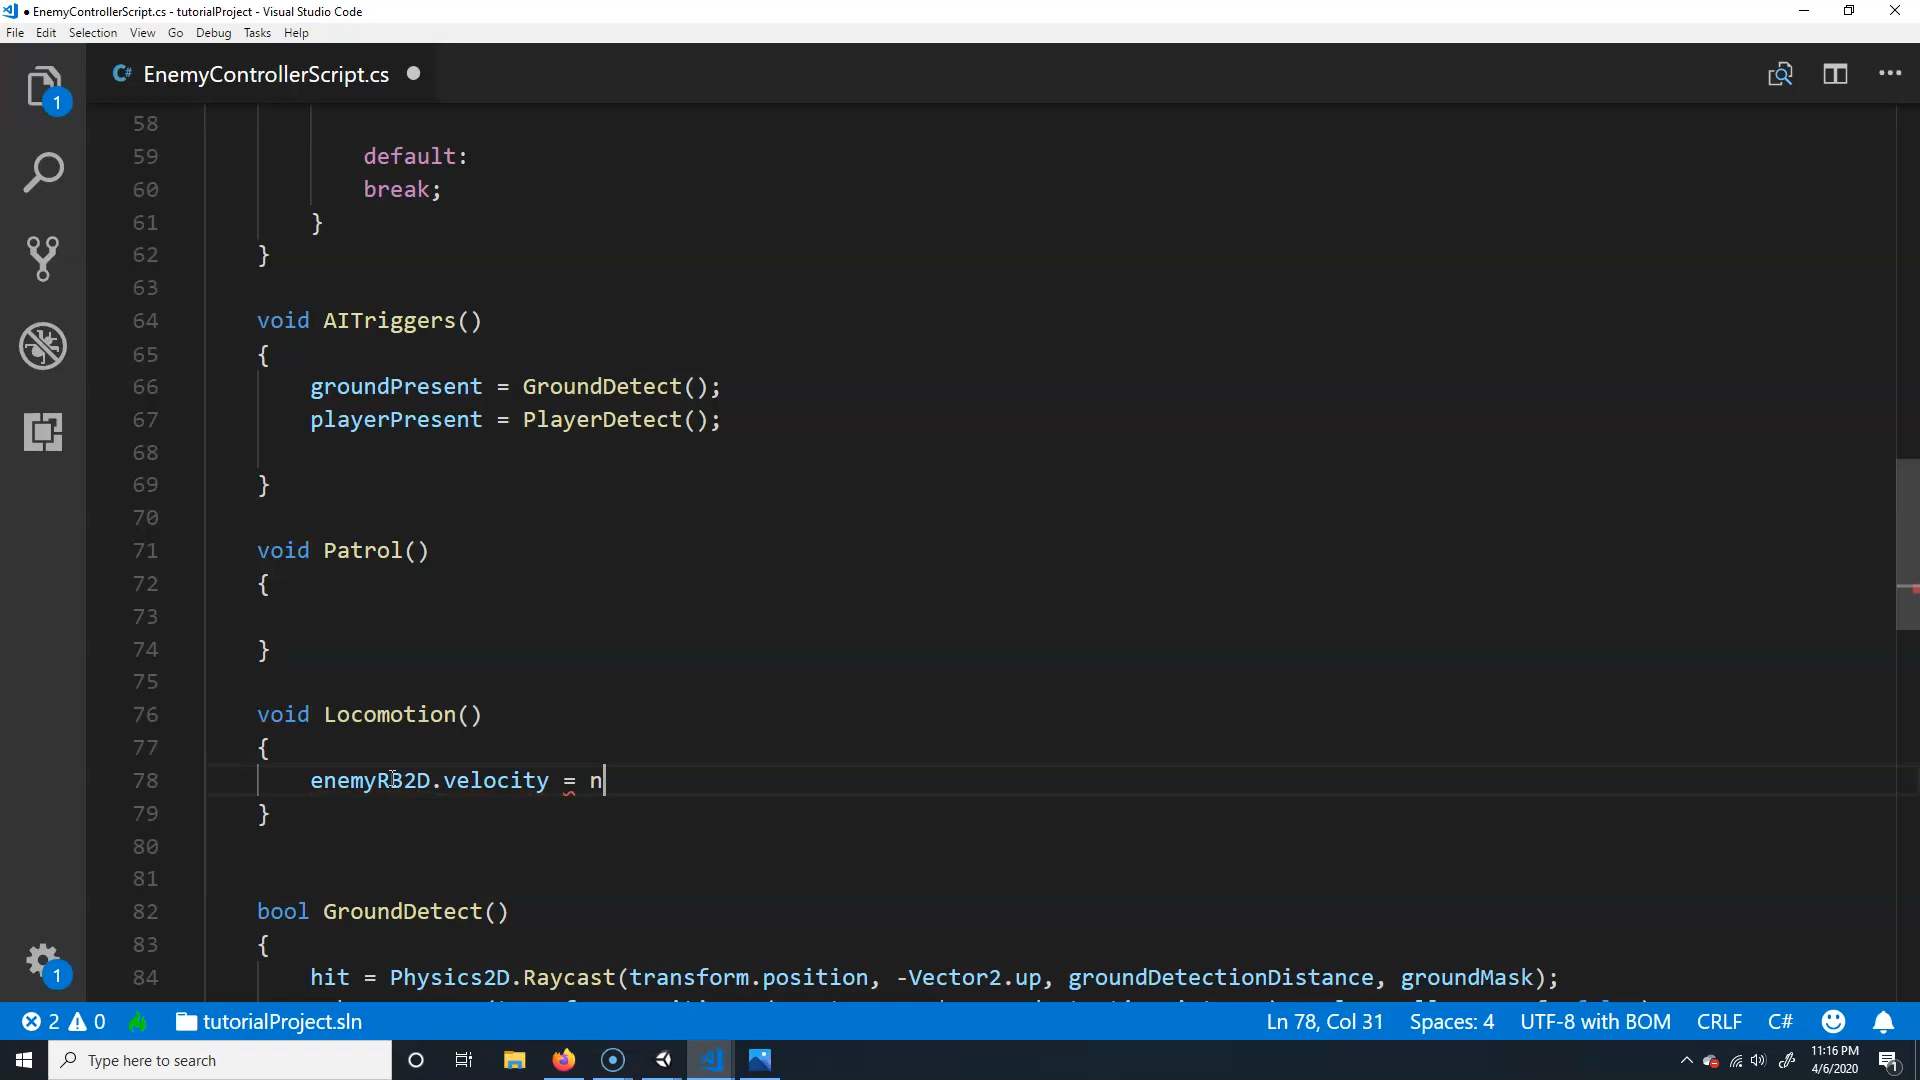 EnemyControllerScript.cs - tutorialProject - Visual Studio Code
File Edit Selection View Go Debug Tasks Help
EnemyControllerScript.cs
58
59 default:
60 break;
61 }
62 }
63
64 void AITriggers()
65 {
66 groundPresent = GroundDetect();
67 playerPresent = PlayerDetect();
68
69 }
70
71 void Patrol()
72 {
73
74 }
75
76 void Locomotion()
77 {
78 enemyRB2D.velocity = n
79 }
80
81
82 bool GroundDetect()
83 {
84 hit = Physics2D.Raycast(transform.position, -Vector2.up, groundDetectionDistance, groundMask);
1
1
2 0 tutorialProject.sln Ln 78, Col 31 Spaces: 4 UTF-8 with BOM CRLF C#
Type here to search
11:16 PM
4/6/2020
1